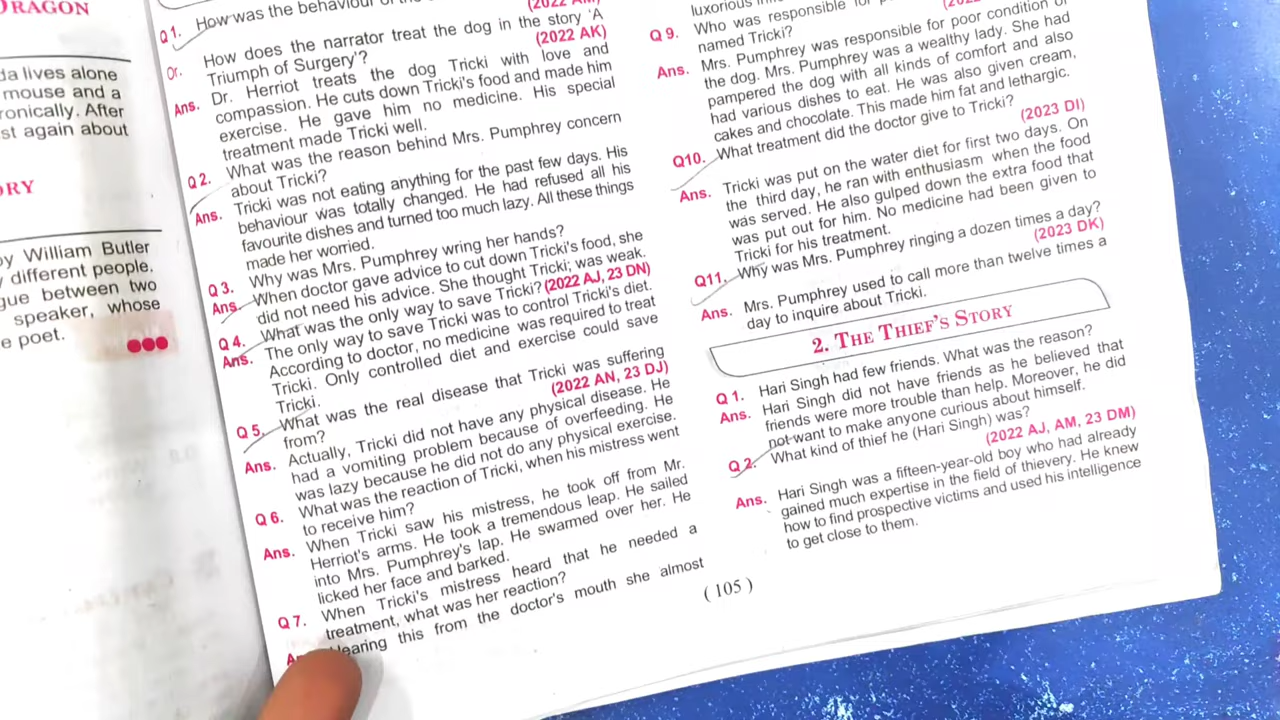 RAGON
da lives alone
mouse and a
ronically. After
st again about
ORY
by William Butler
different people.
gue between two
speaker, whose
e poet.
Q 1. How was the behaviour of the
Or. How does the narrator treat the dog in the story 'A
Triumph of Surgery'? (2022 AK)
Ans. Dr. Herriot treats the dog Tricki with love and
compassion. He cuts down Tricki's food and made him
exercise. He gave him no medicine. His special
treatment made Tricki well.
Q 2. What was the reason behind Mrs. Pumphrey concern
about Tricki?
Ans. Tricki was not eating anything for the past few days. His
behaviour was totally changed. He had refused all his
favourite dishes and turned too much lazy. All these things
made her worried.
Q 3. Why was Mrs. Pumphrey wring her hands?
Ans. When doctor gave advice to cut down Tricki's food, she
did not need his advice. She thought Tricki; was weak.
Q 4. What was the only way to save Tricki? (2022 AJ, 23 DN)
Ans. The only way to save Tricki was to control Tricki's diet.
According to doctor, no medicine was required to treat
Tricki. Only controlled diet and exercise could save
Tricki.
Q 5. What was the real disease that Tricki was suffering
from? (2022 AN, 23 DJ)
Ans. Actually, Tricki did not have any physical disease. He
had a vomiting problem because of overfeeding. He
was lazy because he did not do any physical exercise.
Q 6. What was the reaction of Tricki, when his mistress went
to receive him?
Ans. When Tricki saw his mistress, he took off from Mr.
Herriot's arms. He took a tremendous leap. He sailed
into Mrs. Pumphrey's lap. He swarmed over her. He
licked her face and barked.
Q 7. When Tricki's mistress heard that he needed a
treatment, what was her reaction?
Hearing this from the doctor's mouth she almost
luxorious
Q 9. Who was responsible for
named Tricki?
Ans. Mrs. Pumphrey was responsible for poor condition of
the dog. Mrs. Pumphrey was a wealthy lady. She had
pampered the dog with all kinds of comfort and also
had various dishes to eat. He was also given cream,
cakes and chocolate. This made him fat and lethargic.
Q10. What treatment did the doctor give to Tricki?
(2023 DI)
Ans. Tricki was put on the water diet for first two days. On
the third day, he ran with enthusiasm when the food
was served. He also gulped down the extra food that
was put out for him. No medicine had been given to
Tricki for his treatment.
Q11. Why was Mrs. Pumphrey ringing a dozen times a day?
(2023 DK)
Ans. Mrs. Pumphrey used to call more than twelve times a
day to inquire about Tricki.
2. THE THIEF'S STORY
Q 1. Hari Singh had few friends. What was the reason?
Ans. Hari Singh did not have friends as he believed that
friends were more trouble than help. Moreover, he did
not want to make anyone curious about himself.
Q 2. What kind of thief he (Hari Singh) was?
(2022 AJ, AM, 23 DM)
Ans. Hari Singh was a fifteen-year-old boy who had already
gained much expertise in the field of thievery. He knew
how to find prospective victims and used his intelligence
to get close to them.
( 105 )